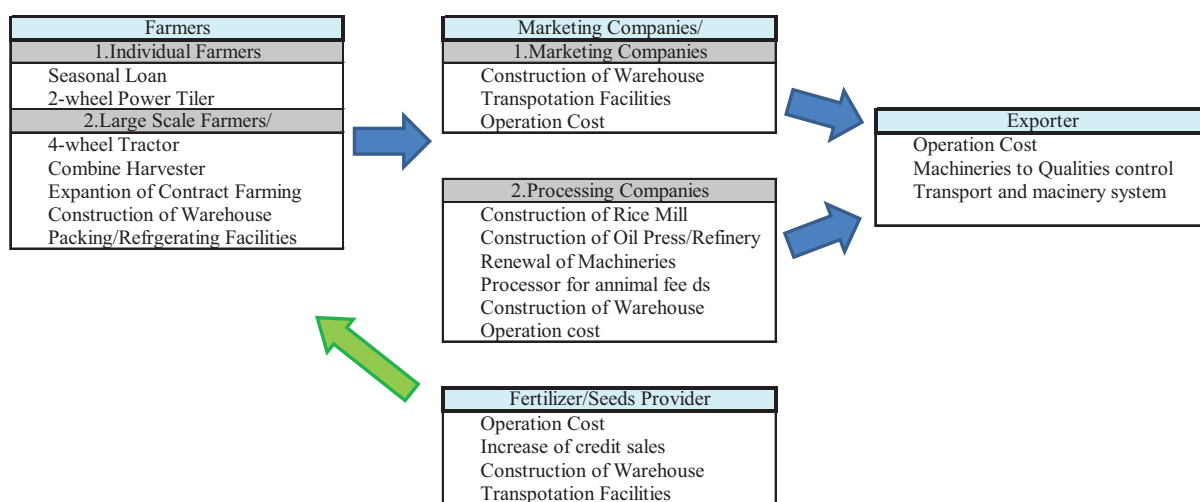 Farmers
1.Individual Farmers
Seasonal Loan
2-wheel Power Tiler
2.Large Scale Farmers/
4-wheel Tractor
Combine Harvester
Expantion of Contract Farming
Construction of Warehouse
Packing/Refrgerating Facilities
Marketing Companies/
1.Marketing Companies
Construction of Warehouse
Transpotation Facilities
Operation Cost
2.Processing Companies
Construction of Rice Mill
Construction of Oil Press/Refinery
Renewal of Machineries
Processor for annimal fee ds
Construction of Warehouse
Operation cost
Fertilizer/Seeds Provider
Operation Cost
Increase of credit sales
Construction of Warehouse
Transpotation Facilities
Exporter
Operation Cost
Machineries to Qualities control
Transport and macinery system